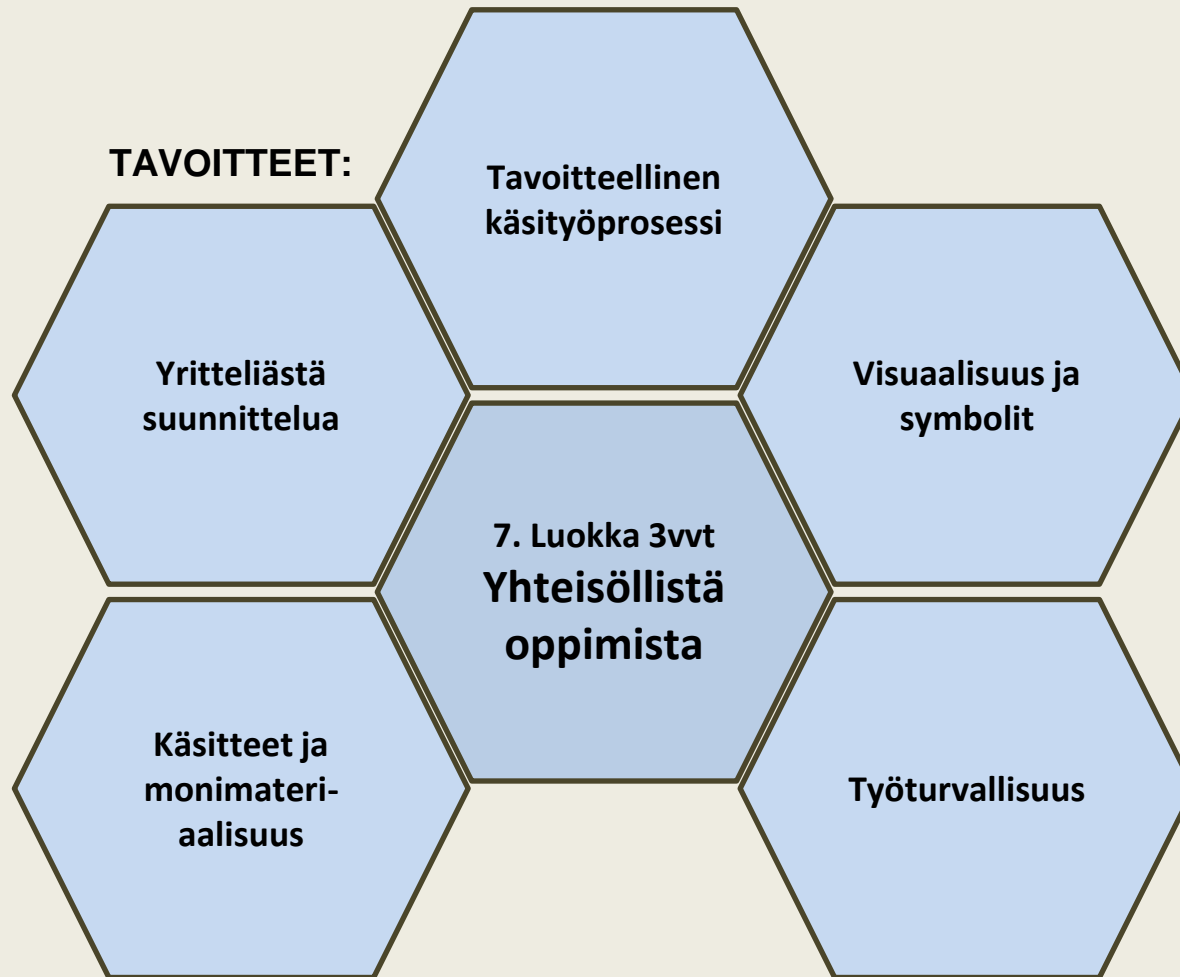 TAVOITTEET:
Tavoitteellinen
käsityöprosessi
Yritteliästä
suunnittelua
Visuaalisuus ja
symbolit
7. Luokka 3vvt
Yhteisöllistä
oppimista
Käsitteet ja
monimateri-
aalisuus
Työturvallisuus